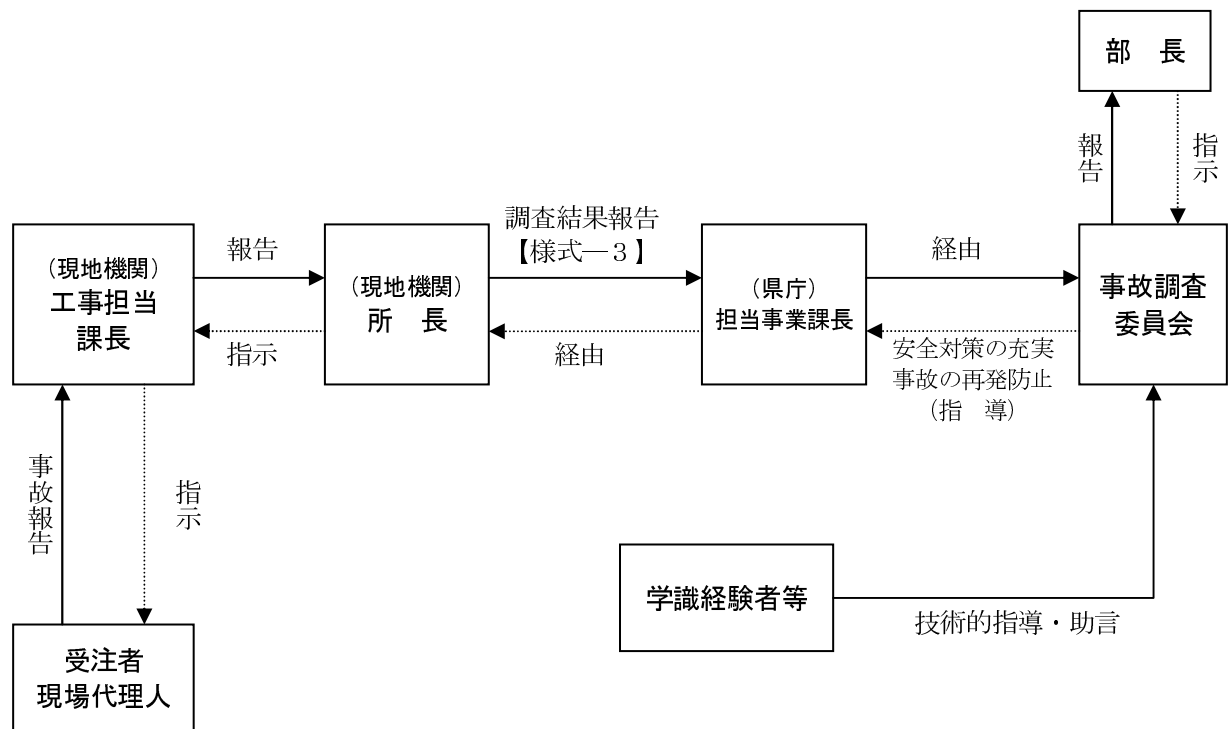 部　長
報告
指示
（現地機関）
工事担当
課長
報告
指示
（現地機関）
所　長
調査結果報告
【様式―３】
経由
（県庁）
担当事業課長
経由
安全対策の充実
事故の再発防止
（指　導）
事故調査
委員会
事故報告
指示
受注者
現場代理人
学識経験者等
技術的指導・助言